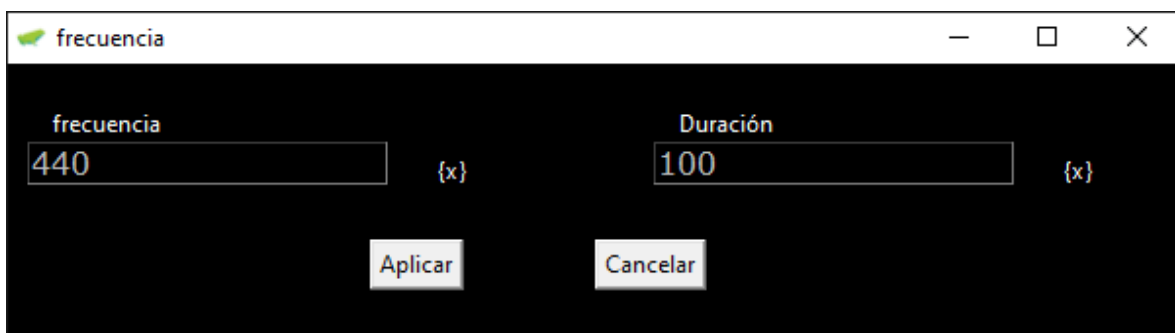 frecuencia
frecuencia Duración
440 {x} 100 {x}
Aplicar Cancelar